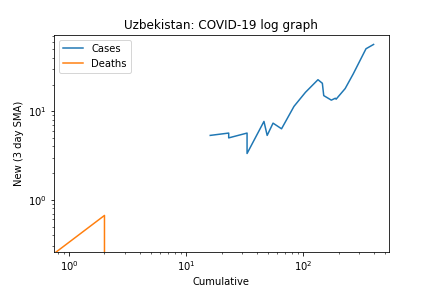 Uzbekistan: COVID-19 log graph
Cases
Deaths
New (3 day SMA)
10¹
10⁰
10⁰ 10¹ 10²
Cumulative